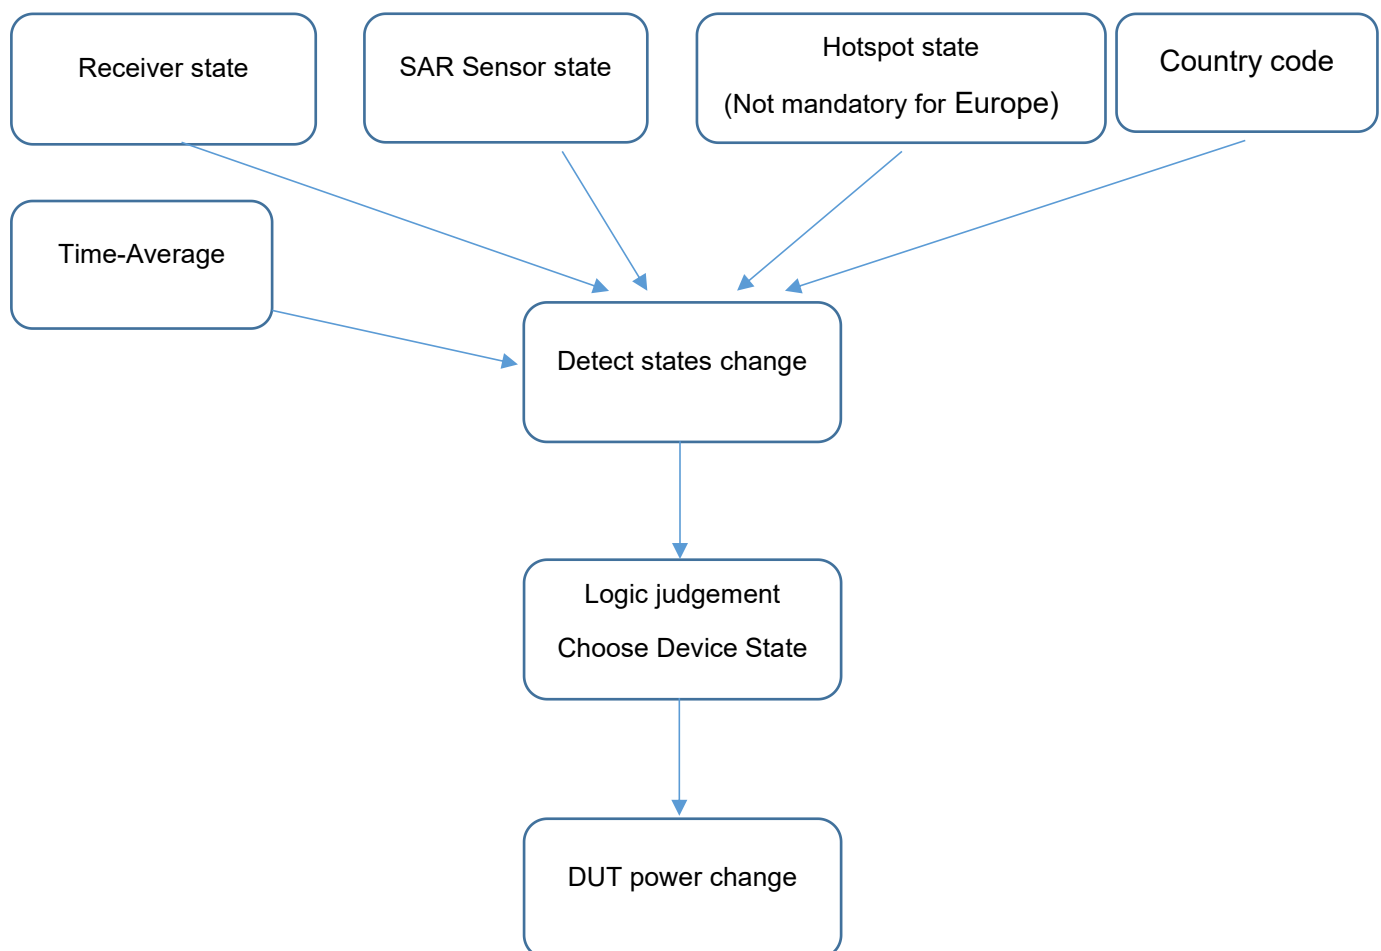 Receiver state
SAR Sensor state
Hotspot state
(Not mandatory for Europe)
Country code
Time-Average
Detect states change
Logic judgement
Choose Device State
DUT power change